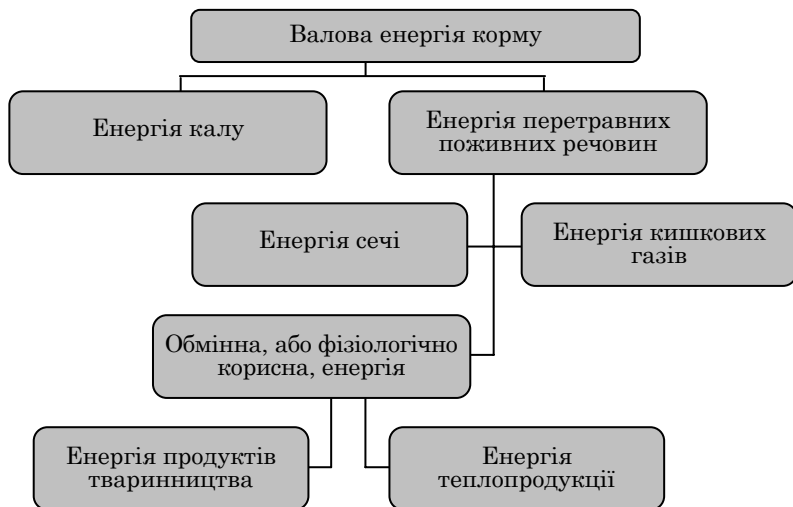 Валова енергія корму
Енергія калу
Енергія перетравних
поживних речовин
Енергія сечі
Енергія кишкових
газів
Обмінна, або фізіологічно
корисна, енергія
Енергія продуктів
тваринництва
Енергія
теплопродукції